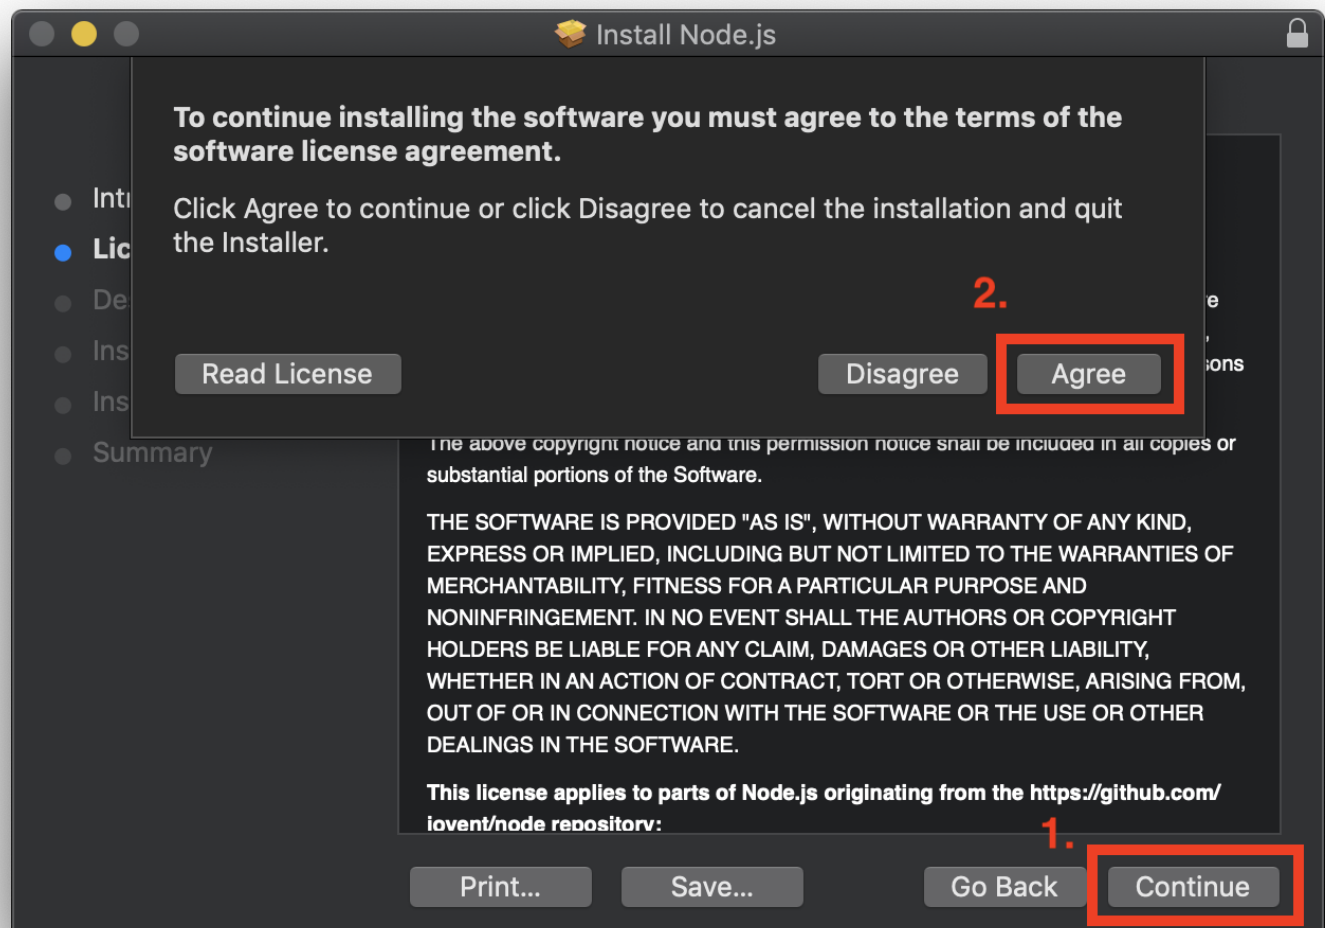 Install Node.js
To continue installing the software you must agree to the terms of the
software license agreement.
Click Agree to continue or click Disagree to cancel the installation and quit
the Installer.
2.
Read License
Disagree
Agree
Summary
The above copyright notice and this permission notice shall be included in all copies or
substantial portions of the Software.
THE SOFTWARE IS PROVIDED "AS IS", WITHOUT WARRANTY OF ANY KIND,
EXPRESS OR IMPLIED, INCLUDING BUT NOT LIMITED TO THE WARRANTIES OF
MERCHANTABILITY, FITNESS FOR A PARTICULAR PURPOSE AND
NONINFRINGEMENT. IN NO EVENT SHALL THE AUTHORS OR COPYRIGHT
HOLDERS BE LIABLE FOR ANY CLAIM, DAMAGES OR OTHER LIABILITY,
WHETHER IN AN ACTION OF CONTRACT, TORT OR OTHERWISE, ARISING FROM,
OUT OF OR IN CONNECTION WITH THE SOFTWARE OR THE USE OR OTHER
DEALINGS IN THE SOFTWARE.
This license applies to parts of Node.js originating from the https://github.com/
joyent/node repository:
1.
Print...
Save...
Go Back
Continue